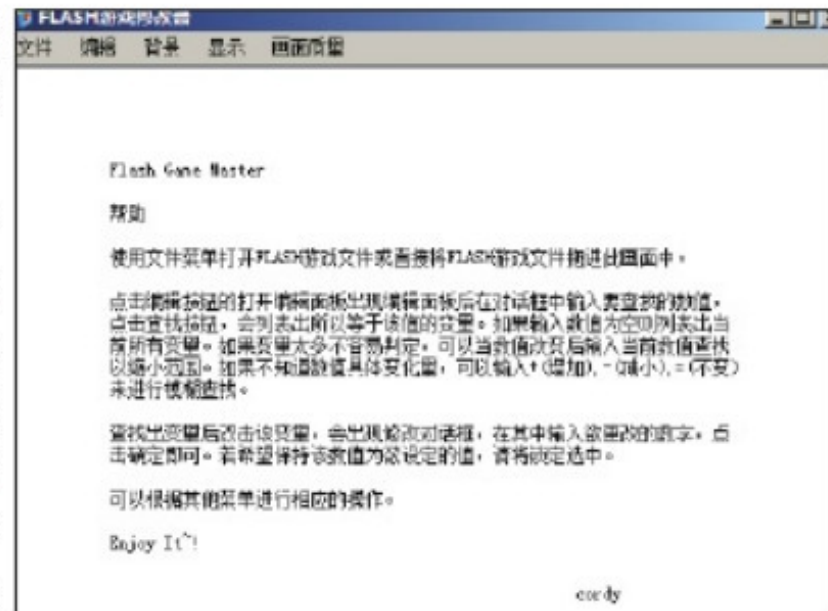 FLASH游戏修改器
文件 编辑 背景 显示 画面质量
Flash Game Master
帮助
使用文件菜单打开FLASH游戏文件或直接将FLASH游戏文件拖进此画面中。
点击编辑按钮的打开编辑面板出现编辑面板后在对话框中输入要查找的数值，
点击查找按钮，会列表出所以等于该值的变量。如果输入数值为空则列表出当
前所有变量。如果变量太多不容易判定，可以当数值改变后输入当前数值查找
以缩小范围。如果不知道数值具体变化量，可以输入+(增加),-(减小),=(不变)
来进行模糊查找。
查找出变量后双击该变量，会出现修改对话框，在其中输入欲更改的数字，点
击确定即可。若希望保持该数值为欲设定的值，请将锁定选中。
可以根据其他菜单进行相应的操作。
Enjoy It^!
cordy